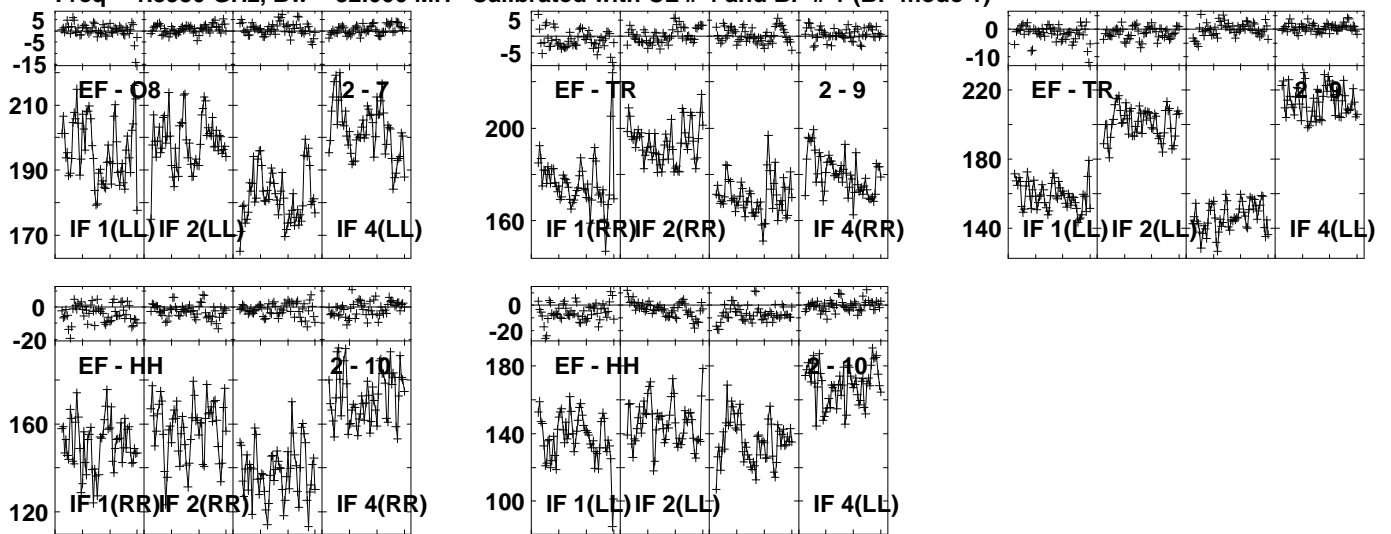 5
-5
-15
EF - O8 2 - 7
210
190
170
IF 1(LL) IF 2(LL) IF 4(LL)
5
-5
EF - TR 2 - 9
200
160
IF 1(RR) IF 2(RR) IF 4(RR)
0
-10
EF - TR 2 - 9
220
180
140
IF 1(LL) IF 2(LL) IF 4(LL)
0
-20
EF - HH 2 - 10
160
120
IF 1(RR) IF 2(RR) IF 4(RR)
0
-20
EF - HH 2 - 10
180
140
100
IF 1(LL) IF 2(LL) IF 4(LL)